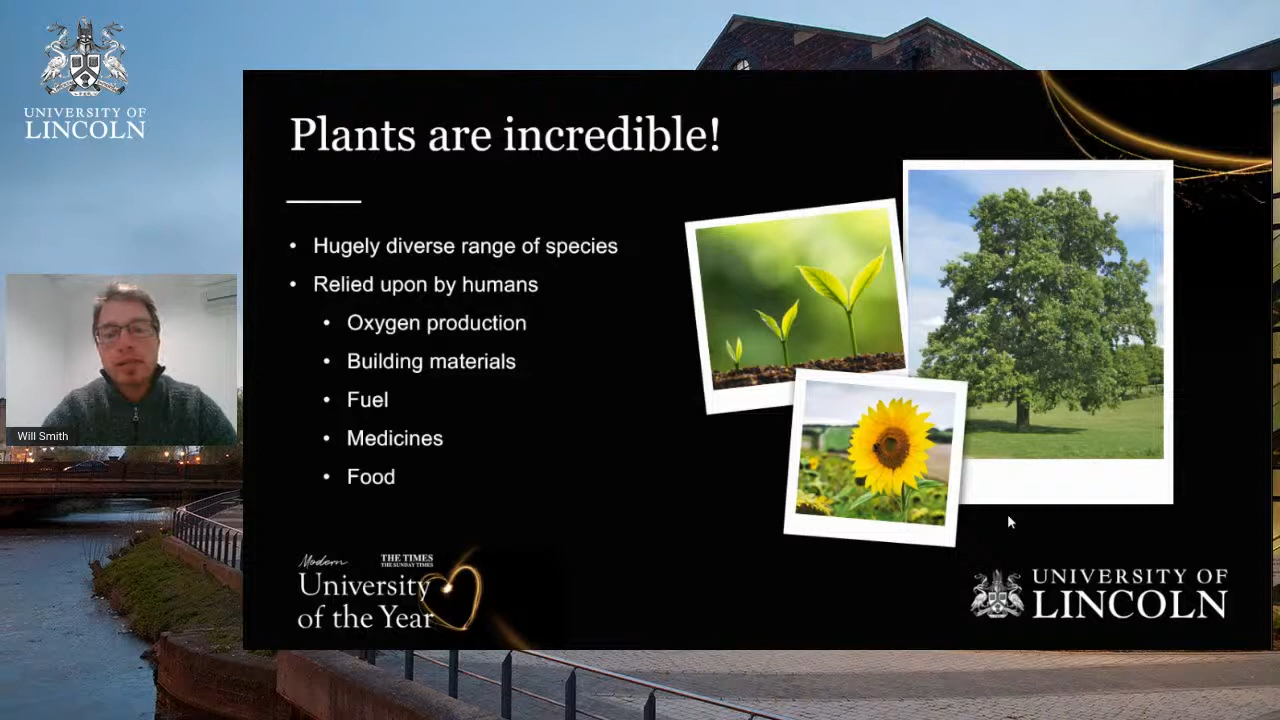 UNIVERSITY OF
LINCOLN
Plants are incredible!
• Hugely diverse range of species
• Relied upon by humans
• Oxygen production
• Building materials
• Fuel
• Medicines
• Food
Will Smith
Modern
THE TIMES
THE SUNDAY TIMES
University
of the Year
UNIVERSITY OF
LINCOLN